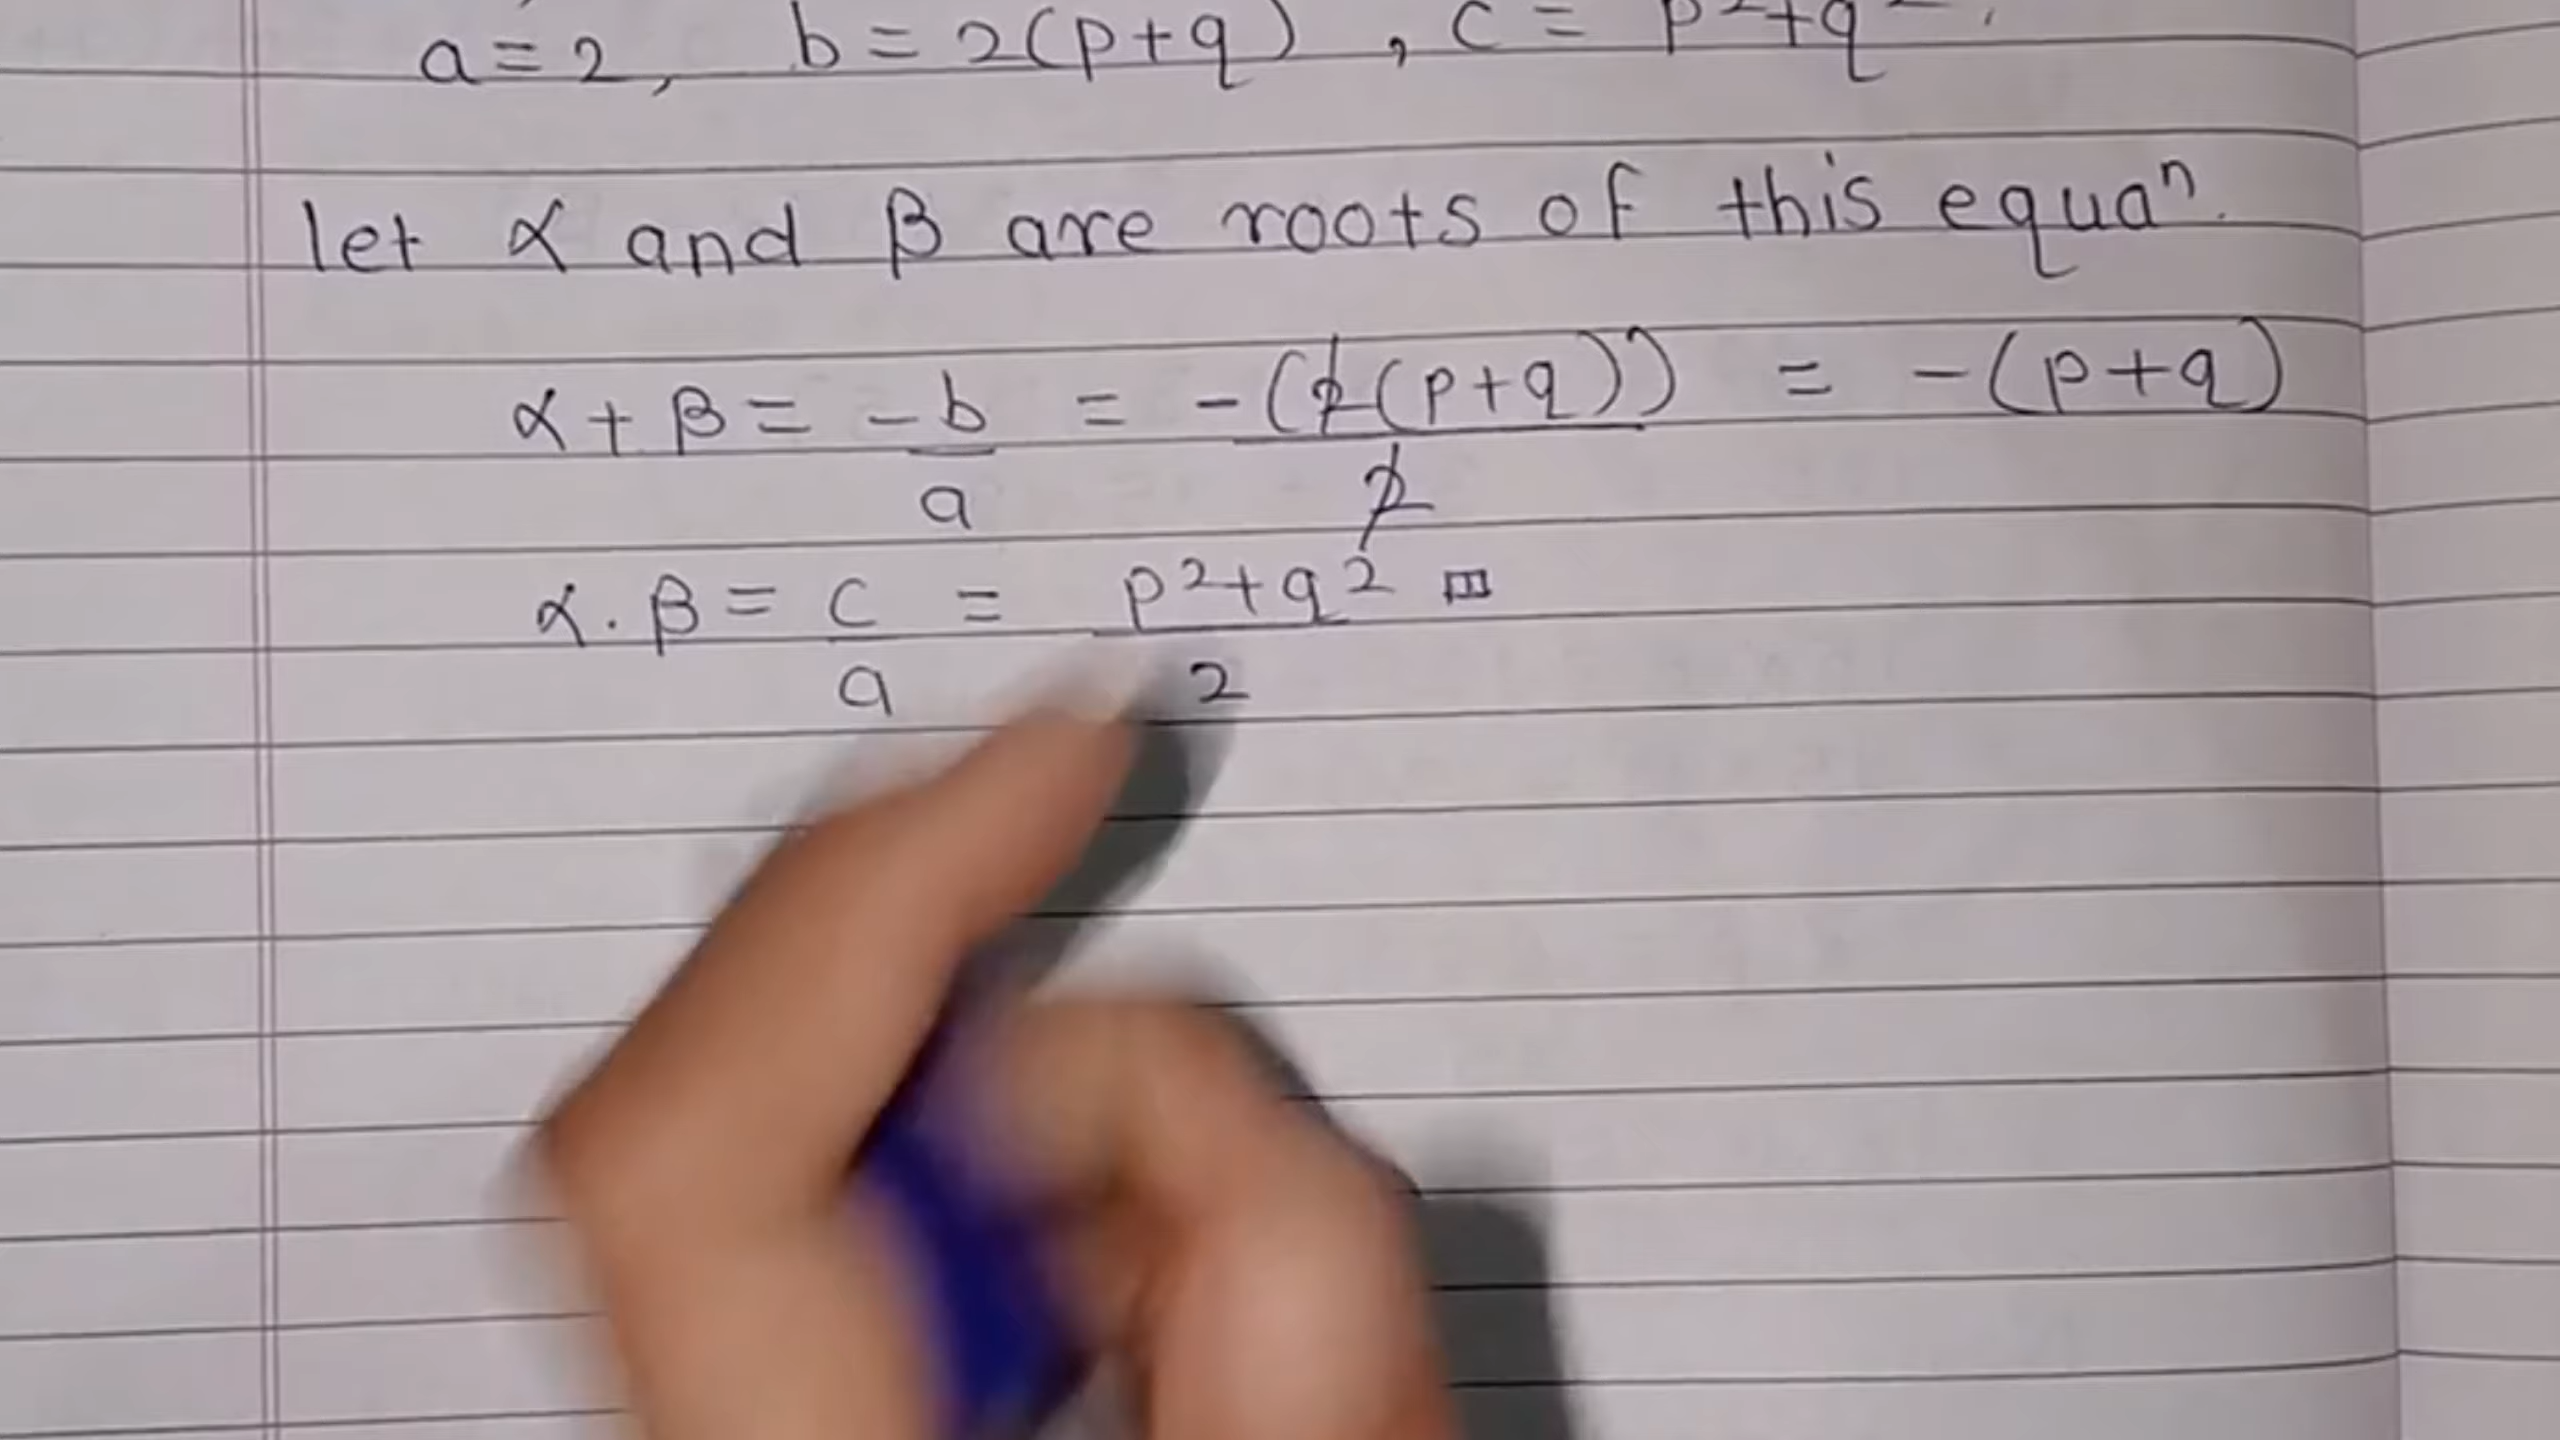 a=2, b=2(p+q), c=p²+q².
let α and β are roots of this equaⁿ.
α+β = -b/a = -(2(p+q))/2 = -(p+q)
α.β = c/a = p²+q²/2